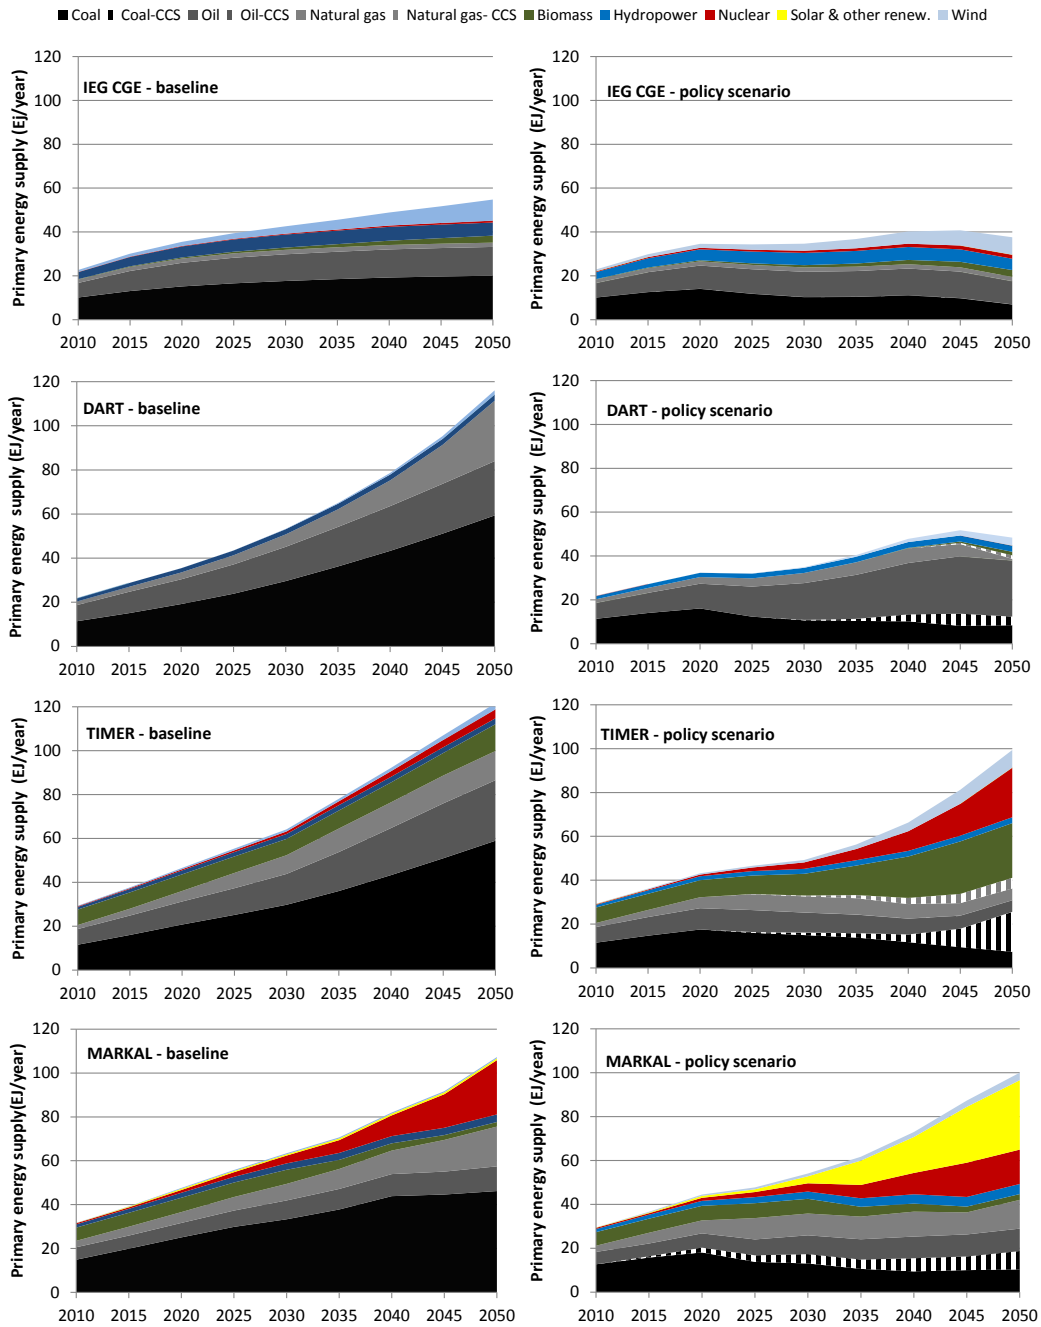 Coal Coal-CCS Oil Oil-CCS Natural gas Natural gas- CCS Biomass Hydropower Nuclear Solar & other renew. Wind
Primary energy supply (Ej/year)
IEG CGE - baseline
120
100
80
60
40
20
0
2010 2015 2020 2025 2030 2035 2040 2045 2050
Primary energy supply (EJ/year)
IEG CGE - policy scenario
120
100
80
60
40
20
0
2010 2015 2020 2025 2030 2035 2040 2045 2050
Primary energy supply (EJ/year)
DART - baseline
120
100
80
60
40
20
0
2010 2015 2020 2025 2030 2035 2040 2045 2050
Primary energy supply (EJ/year)
DART - policy scenario
120
100
80
60
40
20
0
2010 2015 2020 2025 2030 2035 2040 2045 2050
Primary energy supply (EJ/year)
TIMER - baseline
120
100
80
60
40
20
0
2010 2015 2020 2025 2030 2035 2040 2045 2050
Primary energy supply (EJ/year)
TIMER - policy scenario
120
100
80
60
40
20
0
2010 2015 2020 2025 2030 2035 2040 2045 2050
Primary energy supply(EJ/year)
MARKAL - baseline
120
100
80
60
40
20
0
2010 2015 2020 2025 2030 2035 2040 2045 2050
Primary energy supply (EJ/year)
MARKAL - policy scenario
120
100
80
60
40
20
0
2010 2015 2020 2025 2030 2035 2040 2045 2050